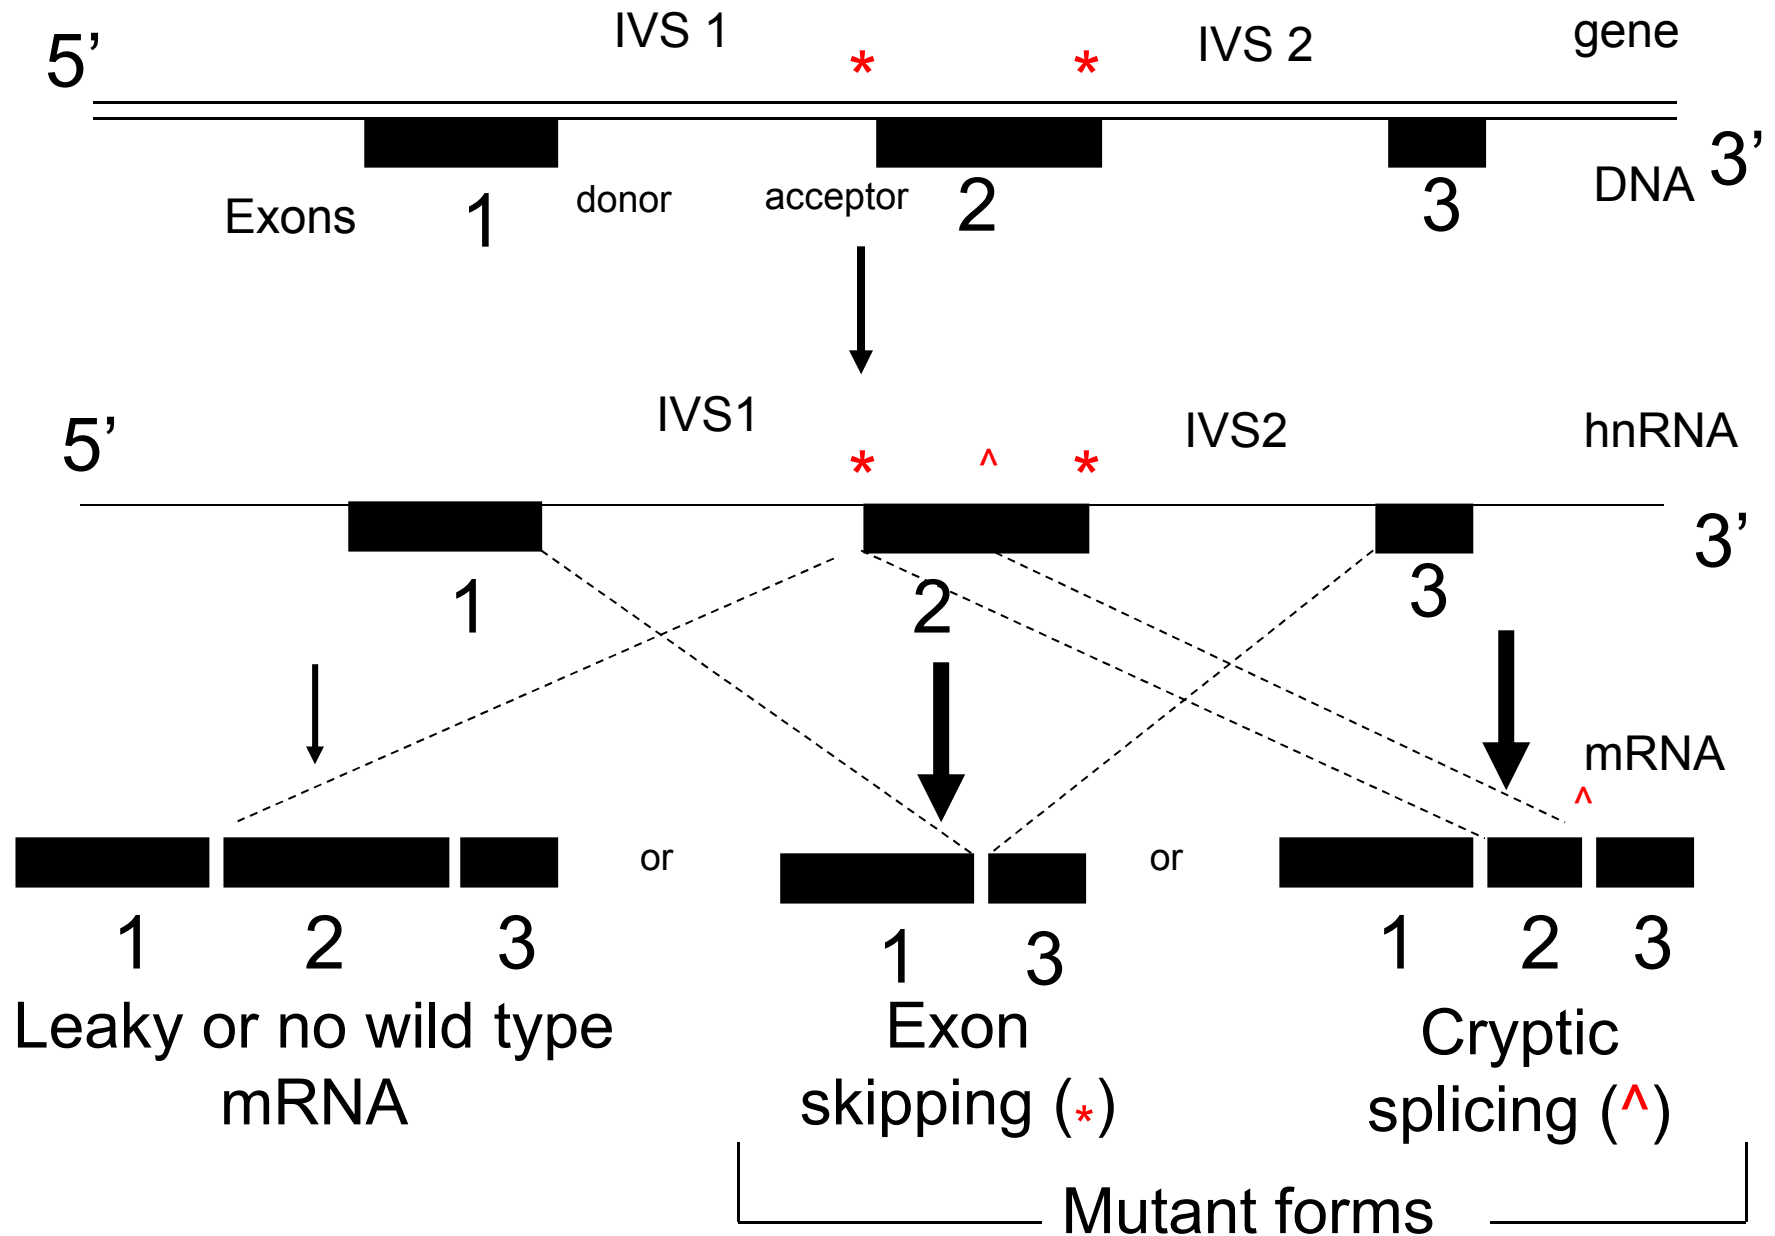 5’ IVS 1 * * IVS 2 gene
Exons 1 donor acceptor 2 3 DNA 3’
5’ IVS1 * ^ * IVS2 hnRNA
1 2 3 3’
mRNA
^
or or
1 2 3 1 3 1 2 3
Leaky or no wild type
mRNA
Exon
skipping (*)
Cryptic
splicing (^)
Mutant forms